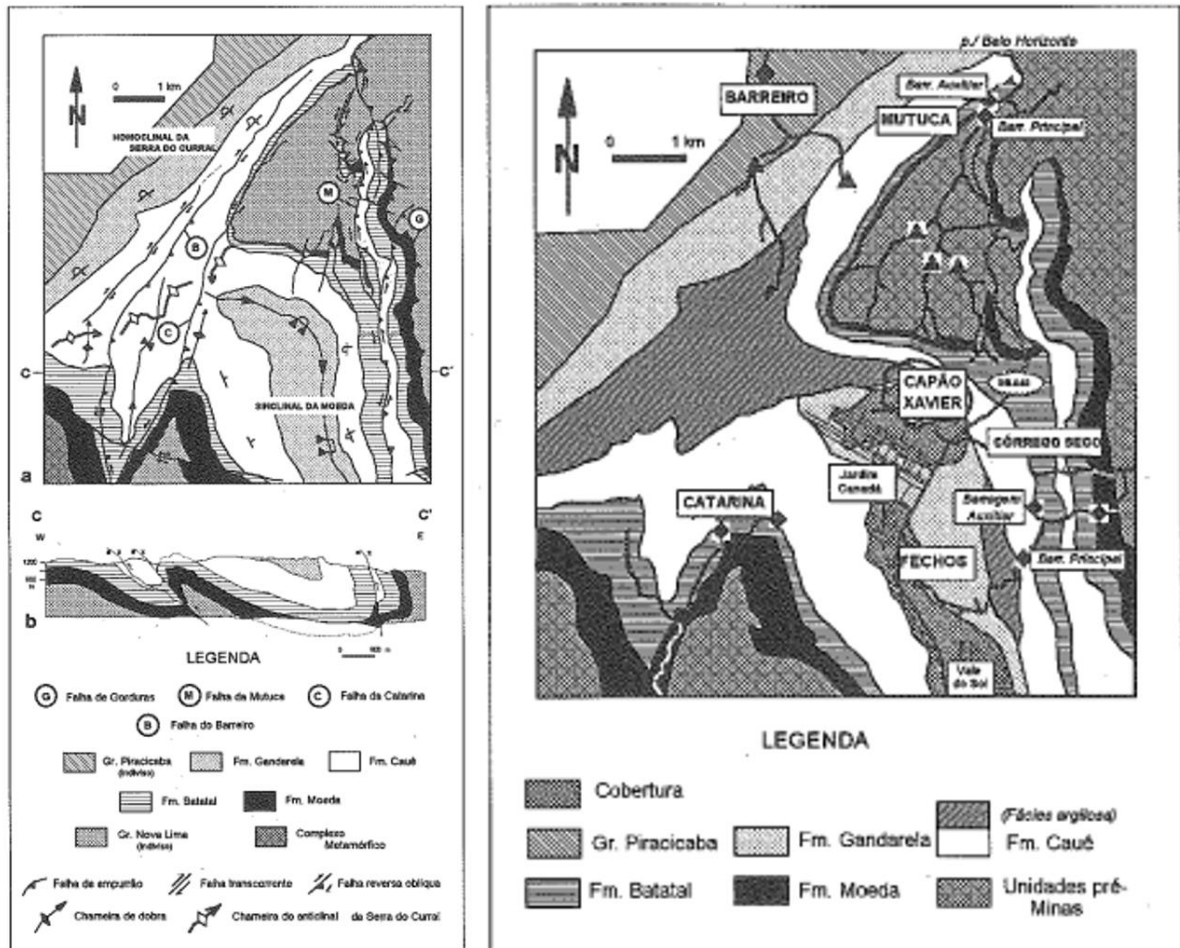 N
0 1 km
HOMOCLINAL DA
SERRA DO CURRAL
M
G
B
C
C C'
SINCLINAL DA MOEDA
a
C C'
W E
1200
b
LEGENDA
G Falha de Gorduras M Falha da Mutuca C Falha da Catarina
B Falha do Barreiro
Gr. Piracicaba
(Indiviso)
Fm. Gandarela
Fm. Cauê
Fm. Batatal
Fm. Moeda
Gr. Nova Lima
(Indiviso)
Complexo
Metamórfico
Falha de empurrão Falha transcorrente Falha reversa oblíqua
Charneira de dobra Charneira do anticlinal da Serra do Curral
p./ Belo Horizonte
N
0 1 km
BARREIRO
Barr. Auxiliar
MUTUCA
Barr. Principal
CAPÃO
XAVIER
CÓRREGO SECO
Jardim
Canadá
CATARINA
Barragem
Auxiliar
FECHOS
Barr. Principal
Vale
do Sol
LEGENDA
Cobertura
Gr. Piracicaba
Fm. Gandarela
(Fácies argilosa)
Fm. Cauê
Fm. Batatal
Fm. Moeda
Unidades pré-
Minas